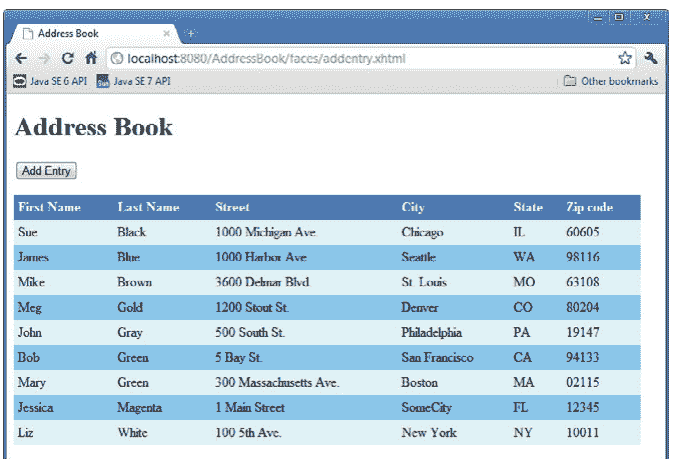 Address Book
localhost:8080/AddressBook/faces/addentry.xhtml
Java SE 6 API Java SE 7 API Other bookmarks
Address Book
Add Entry
First Name Last Name Street City State Zip code
Sue Black 1000 Michigan Ave Chicago IL 60605
James Blue 1000 Harbor Ave Seattle WA 98116
Mike Brown 3600 Delmar Blvd St. Louis MO 63108
Meg Gold 1200 Stout St. Denver CO 80204
John Gray 500 South St. Philadelphia PA 19147
Bob Green 5 Bay St. San Francisco CA 94133
Mary Green 300 Massachusetts Ave. Boston MA 02115
Jessica Magenta 1 Main Street SomeCity FL 12345
Liz White 100 5th Ave. New York NY 10011